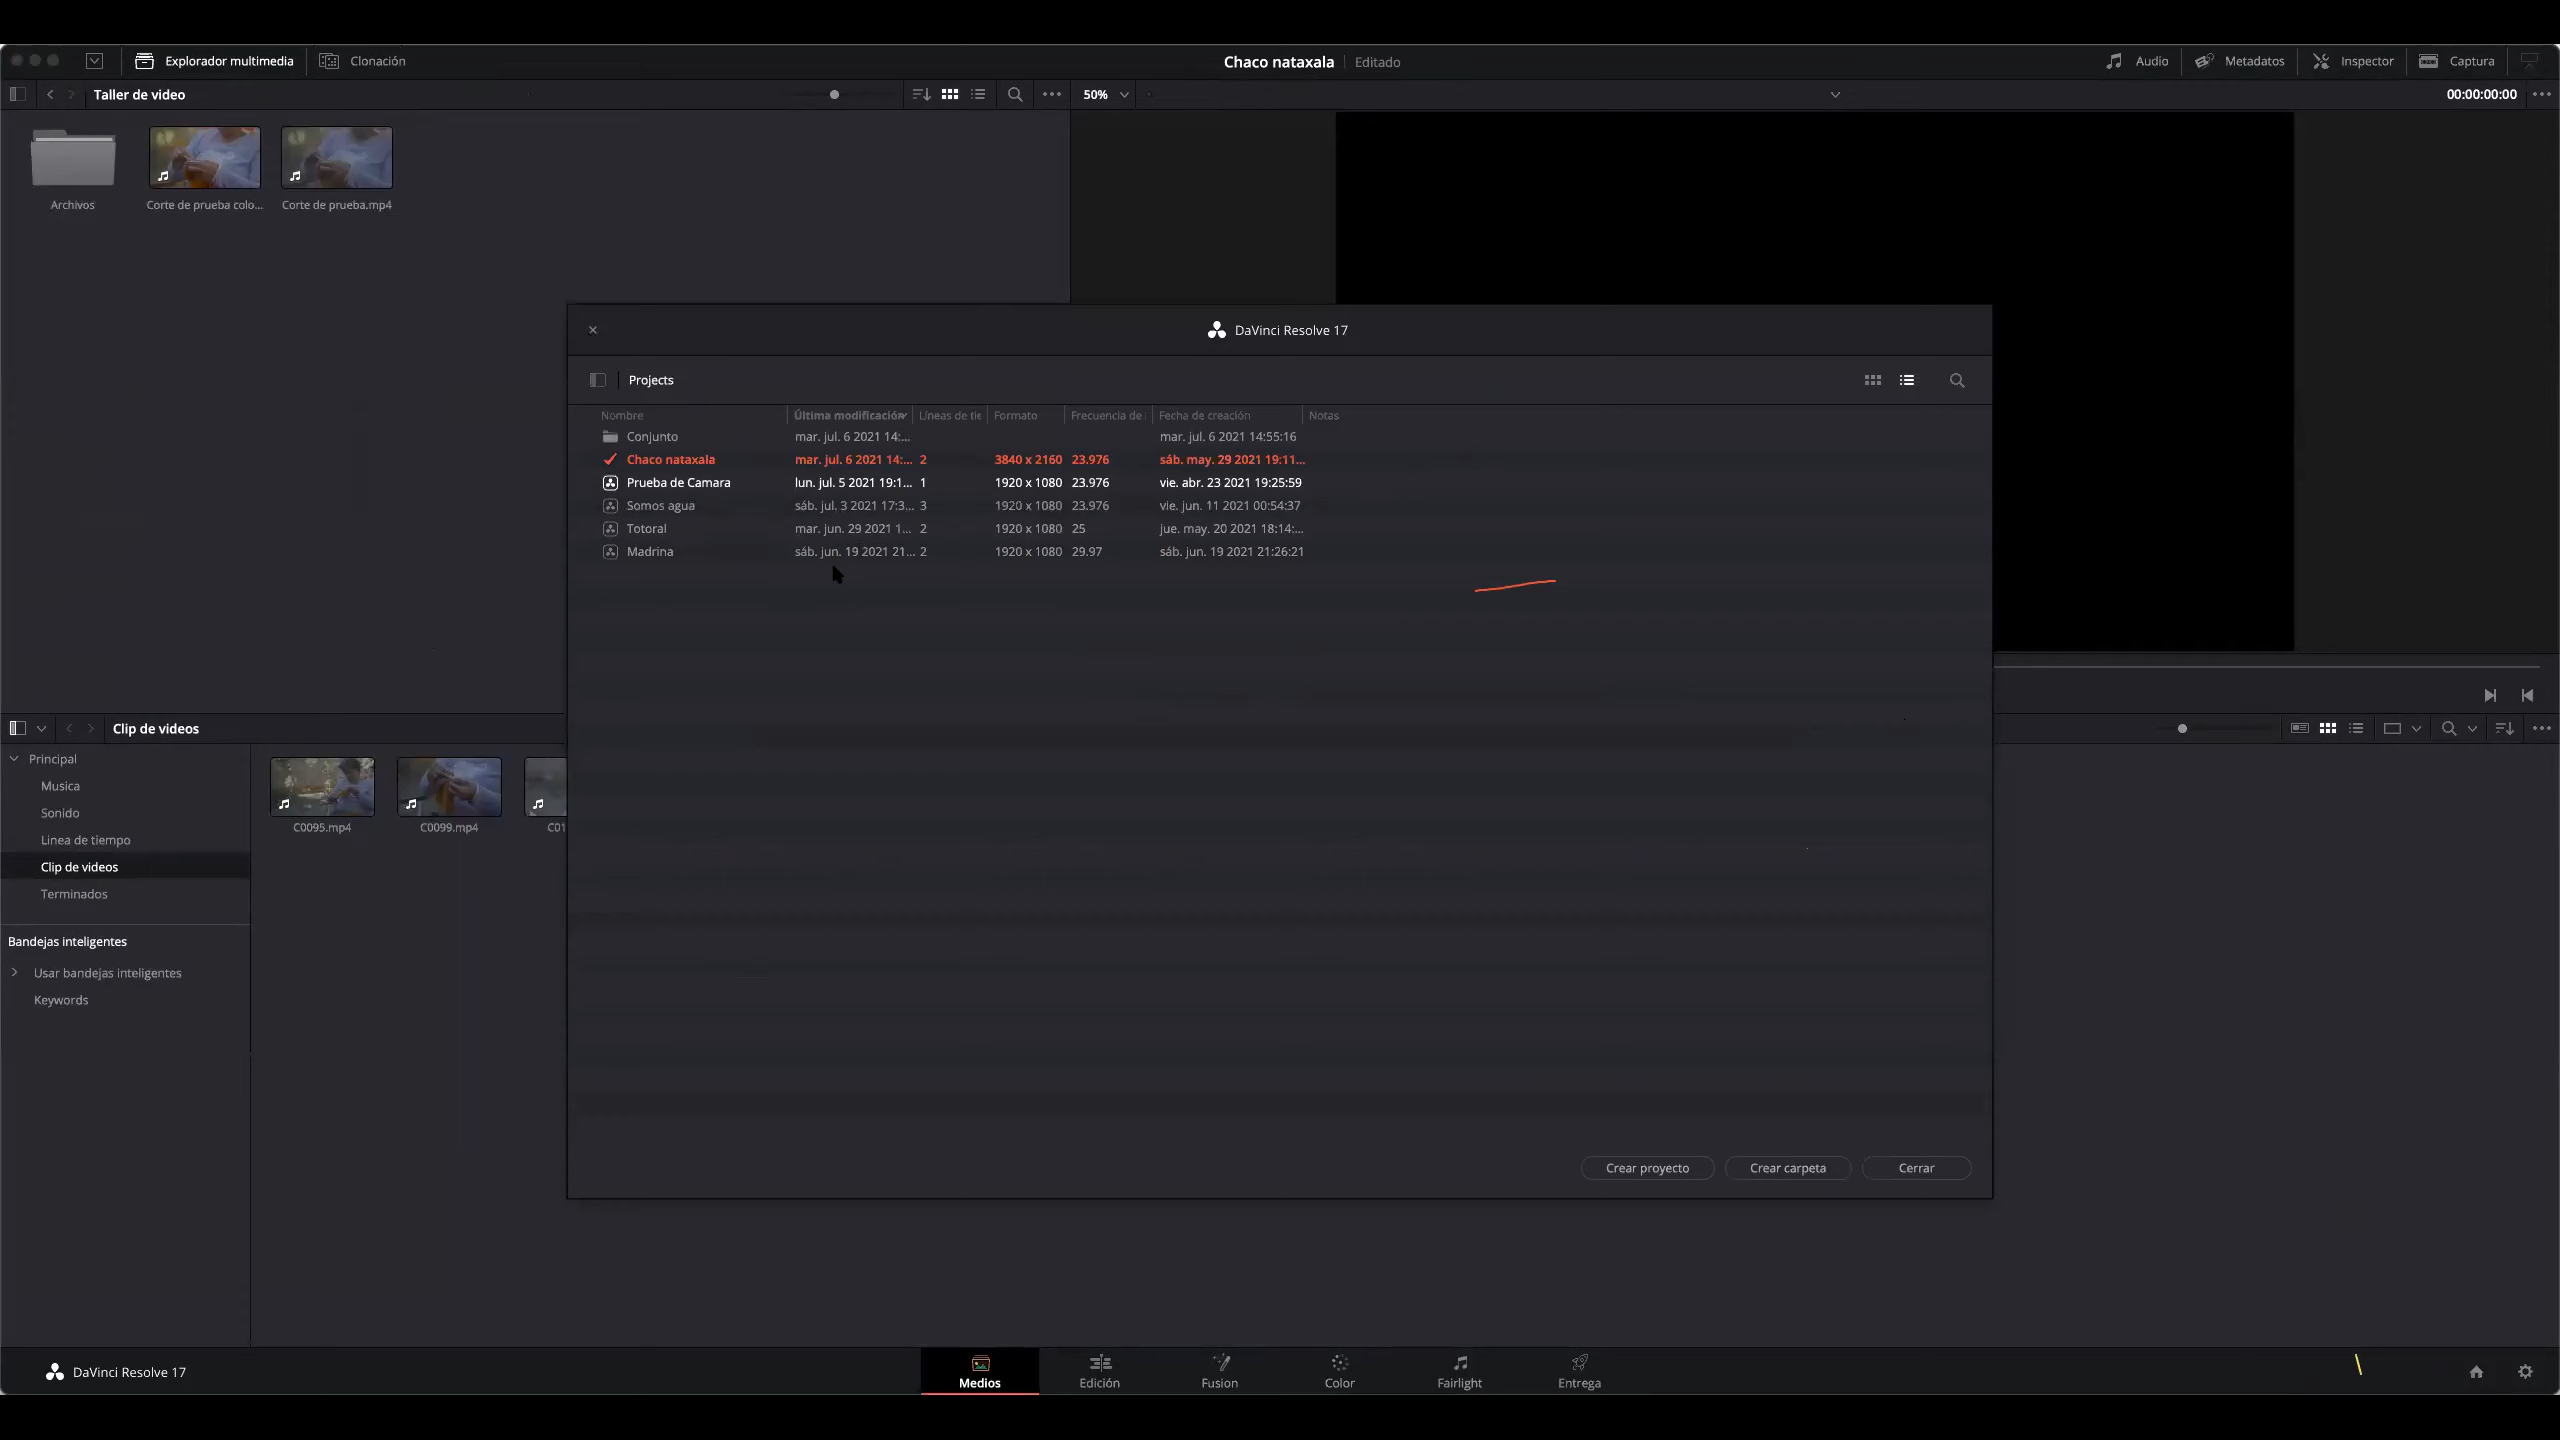 Explorador multimedia Clonación Chaco nataxala Editado Audio Metadatos Inspector Captura
Taller de video 50% 00:00:00:00
Archivos Corte de prueba colo... Corte de prueba.mp4
DaVinci Resolve 17
Projects
Nombre Última modificación Líneas de tie Formato Frecuencia de Fecha de creación Notas
Conjunto mar. jul. 6 2021 14:... mar. jul. 6 2021 14:55:16
Chaco nataxala mar. jul. 6 2021 14:... 2 3840 x 2160 23.976 sáb. may. 29 2021 19:11...
Prueba de Camara lun. jul. 5 2021 19:1... 1 1920 x 1080 23.976 vie. abr. 23 2021 19:25:59
Somos agua sáb. jul. 3 2021 17:3... 3 1920 x 1080 23.976 vie. jun. 11 2021 00:54:37
Totoral mar. jun. 29 2021 1... 2 1920 x 1080 25 jue. may. 20 2021 18:14:...
Madrina sáb. jun. 19 2021 21... 2 1920 x 1080 29.97 sáb. jun. 19 2021 21:26:21
Crear proyecto Crear carpeta Cerrar
Clip de videos
Principal
Musica
Sonido
Linea de tiempo
Clip de videos
Terminados
C0095.mp4 C0099.mp4 C01
Bandejas inteligentes
Usar bandejas inteligentes
Keywords
DaVinci Resolve 17 Medios Edición Fusion Color Fairlight Entrega